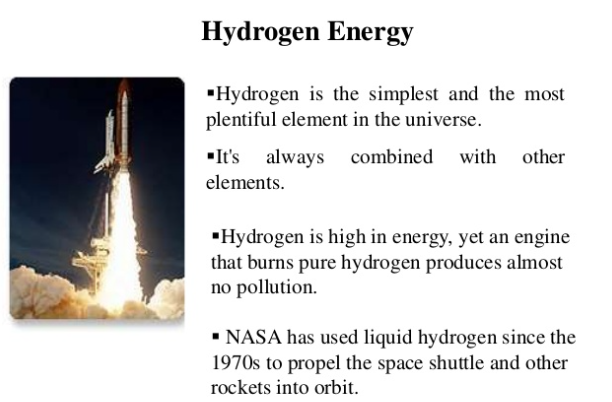 Hydrogen Energy
▪Hydrogen is the simplest and the most
plentiful element in the universe.
▪It's always combined with other
elements.
▪Hydrogen is high in energy, yet an engine
that burns pure hydrogen produces almost
no pollution.
▪ NASA has used liquid hydrogen since the
1970s to propel the space shuttle and other
rockets into orbit.